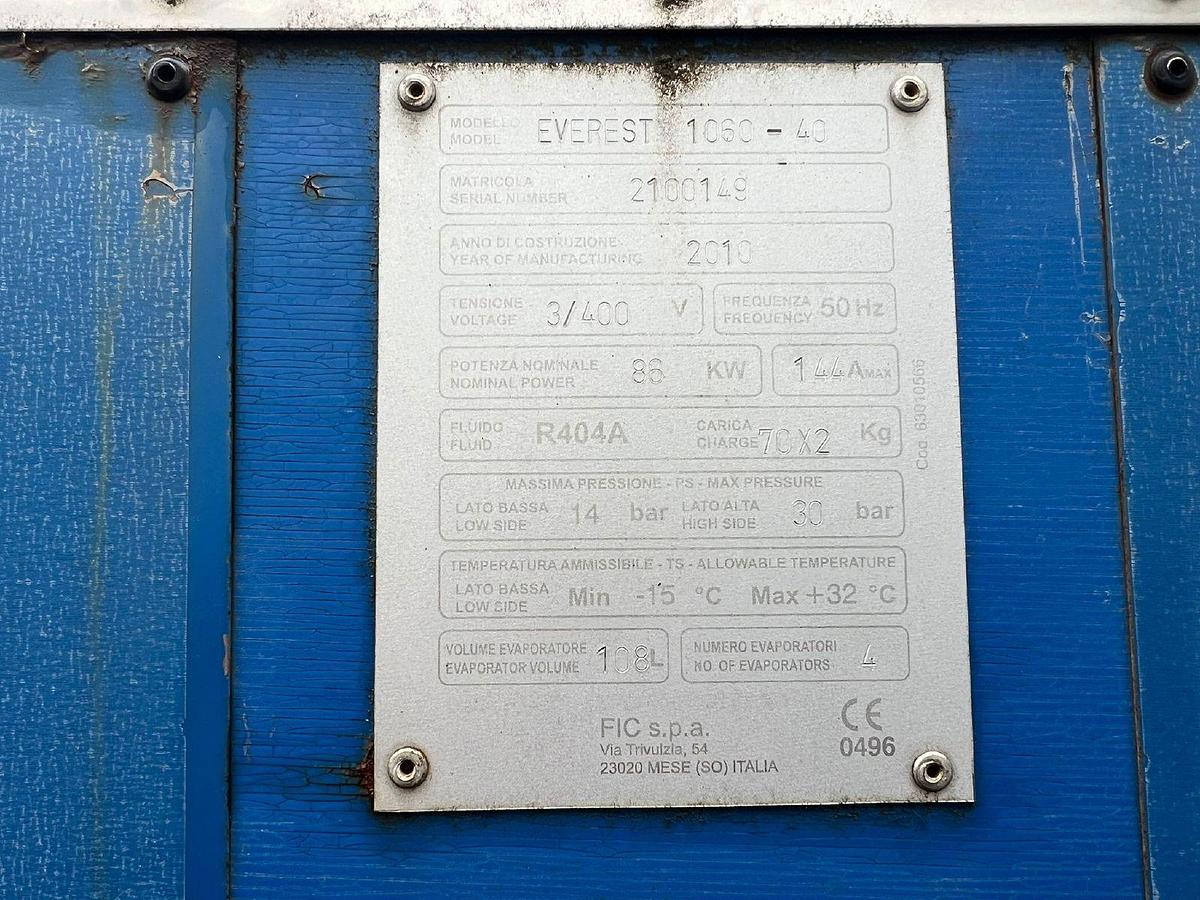 MODELLO
MODEL
EVEREST 1060 - 40
MATRICOLA
SERIAL NUMBER
2100149
ANNO DI COSTRUZIONE
YEAR OF MANUFACTURING
2010
TENSIONE
VOLTAGE
3/400 V
FREQUENZA
FREQUENCY
50 Hz
POTENZA NOMINALE
NOMINAL POWER
86 KW
144 A MAX
FLUIDO
FLUID
R404A
CARICA
CHARGE
70X2 Kg
Cod. 63010566
MASSIMA PRESSIONE - PS - MAX PRESSURE
LATO BASSA
LOW SIDE
14 bar
LATO ALTA
HIGH SIDE
30 bar
TEMPERATURA AMMISSIBILE - TS - ALLOWABLE TEMPERATURE
LATO BASSA
LOW SIDE
Min -15 °C Max +32 °C
VOLUME EVAPORATORE
EVAPORATOR VOLUME
108 L
NUMERO EVAPORATORI
NO. OF EVAPORATORS
4
FIC s.p.a.
Via Trivulzia, 54
23020 MESE (SO) ITALIA
CE
0496